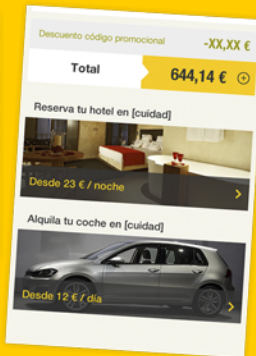 Descuento código promocional -XX,XX €
Total 644,14 €
Reserva tu hotel en [cuidad]
Desde 23 € / noche
Alquila tu coche en [cuidad]
Desde 12 € / día